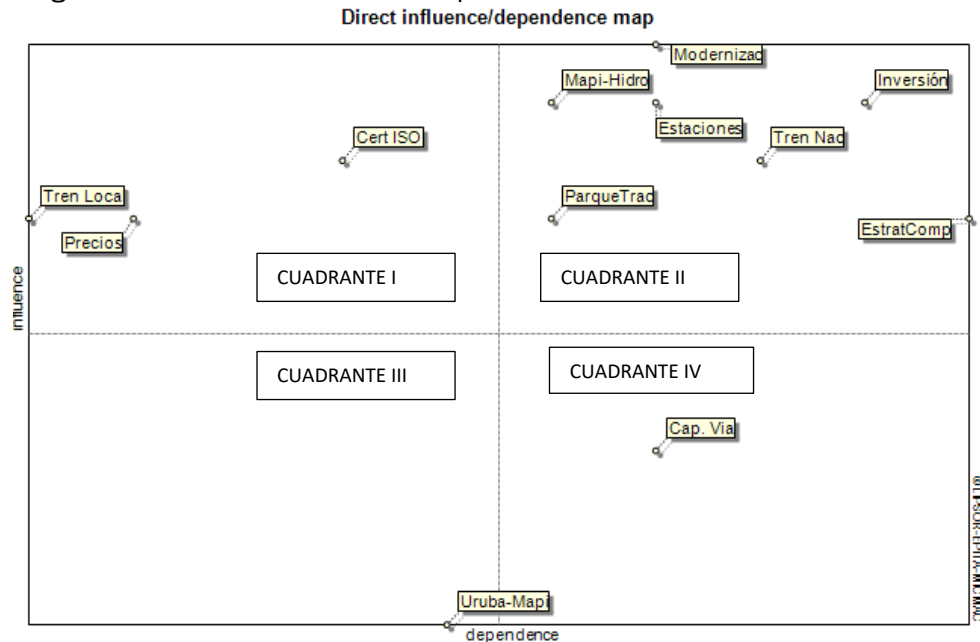 Direct influence/dependence map
Modernizac
Mapi-Hidro
Inversión
Estaciones
Cert ISO
Tren Nac
Tren Local
ParqueTrac
Precios
EstratComp
CUADRANTE I
CUADRANTE II
influence
CUADRANTE III
CUADRANTE IV
Cap. Via
Uruba-Mapi
dependence